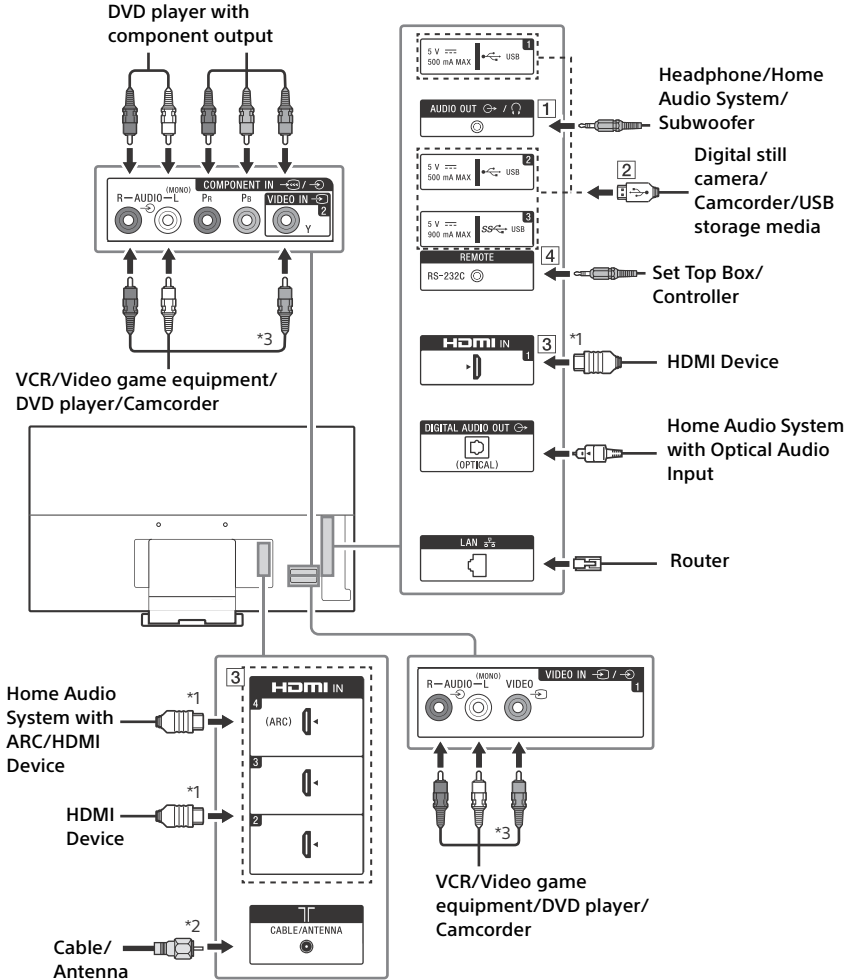 DVD player with
component output
R－AUDIO－L
(MONO)
COMPONENT IN
/
PR
PB
VIDEO IN
2
Y
*3
VCR/Video game equipment/
DVD player/Camcorder
5 V
500 mA MAX
USB
1
AUDIO OUT
/
1
Headphone/Home
Audio System/
Subwoofer
5 V
500 mA MAX
USB
2
2
Digital still
camera/
Camcorder/USB
storage media
5 V
900 mA MAX
SS
USB
3
REMOTE
RS-232C
4
Set Top Box/
Controller
HDMI IN
1
3
*1
HDMI Device
DIGITAL AUDIO OUT
(OPTICAL)
Home Audio System
with Optical Audio
Input
LAN
Router
3
HDMI IN
4
(ARC)
*1
Home Audio
System with
ARC/HDMI
Device
3
*1
HDMI
Device
2
CABLE/ANTENNA
*2
Cable/
Antenna
R－AUDIO－L
(MONO)
VIDEO
VIDEO IN
/
1
*3
VCR/Video game
equipment/DVD player/
Camcorder